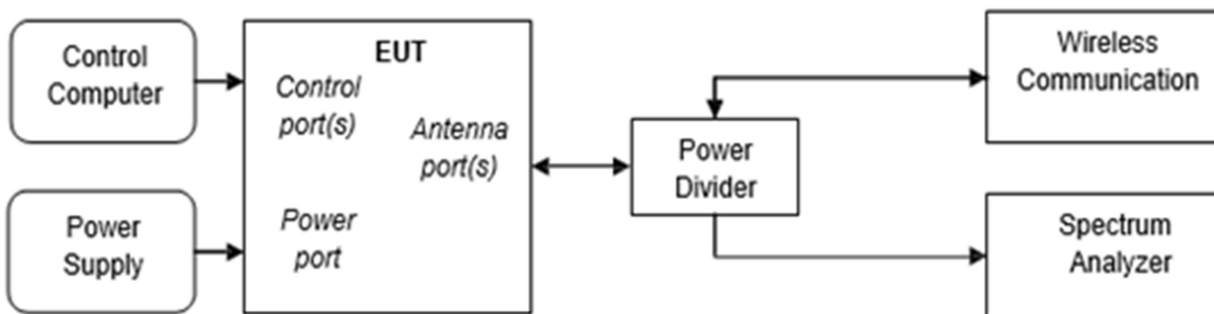 Control
Computer
Power
Supply
EUT
Control
port(s)
Antenna
port(s)
Power
port
Power
Divider
Wireless
Communication
Spectrum
Analyzer